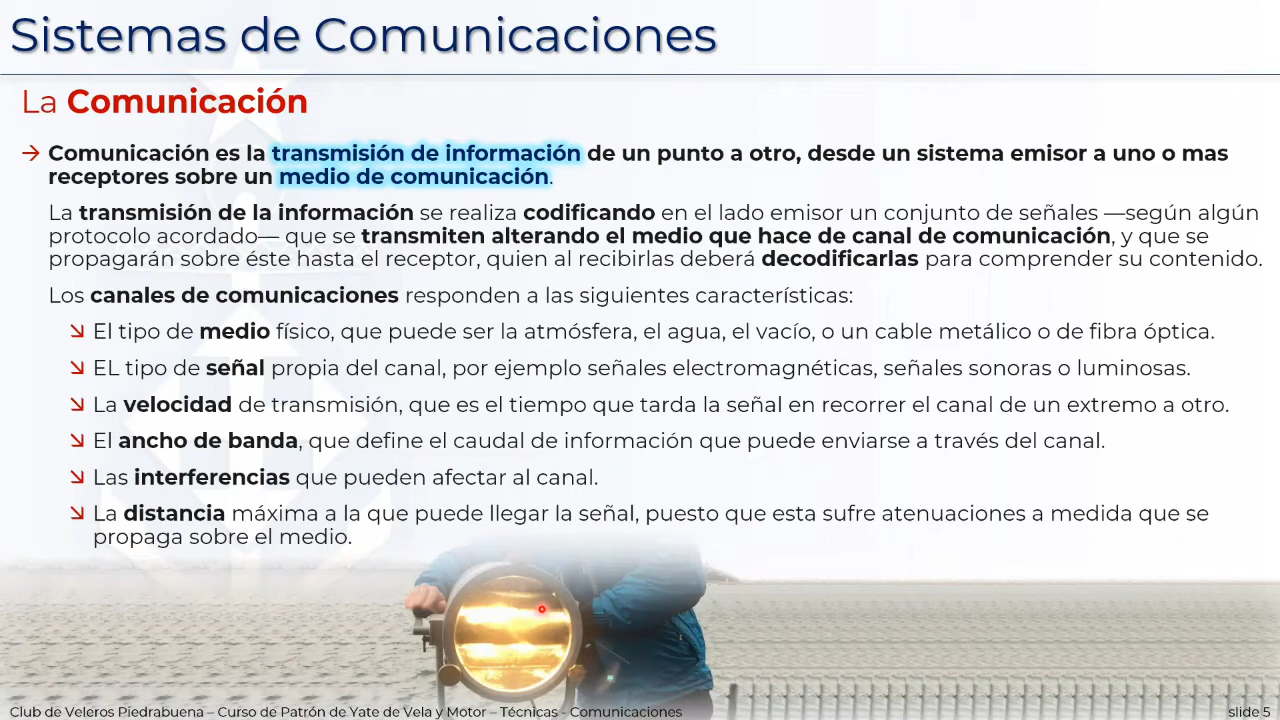 Sistemas de Comunicaciones
La Comunicación
→ Comunicación es la transmisión de información de un punto a otro, desde un sistema emisor a uno o mas
receptores sobre un medio de comunicación.
La transmisión de la información se realiza codificando en el lado emisor un conjunto de señales —según algún
protocolo acordado— que se transmiten alterando el medio que hace de canal de comunicación, y que se
propagarán sobre éste hasta el receptor, quien al recibirlas deberá decodificarlas para comprender su contenido.
Los canales de comunicaciones responden a las siguientes características:
↘ El tipo de medio físico, que puede ser la atmósfera, el agua, el vacío, o un cable metálico o de fibra óptica.
↘ EL tipo de señal propia del canal, por ejemplo señales electromagnéticas, señales sonoras o luminosas.
↘ La velocidad de transmisión, que es el tiempo que tarda la señal en recorrer el canal de un extremo a otro.
↘ El ancho de banda, que define el caudal de información que puede enviarse a través del canal.
↘ Las interferencias que pueden afectar al canal.
↘ La distancia máxima a la que puede llegar la señal, puesto que esta sufre atenuaciones a medida que se
propaga sobre el medio.
Club de Veleros Piedrabuena – Curso de Patrón de Yate de Vela y Motor – Técnicas - Comunicaciones
slide 5